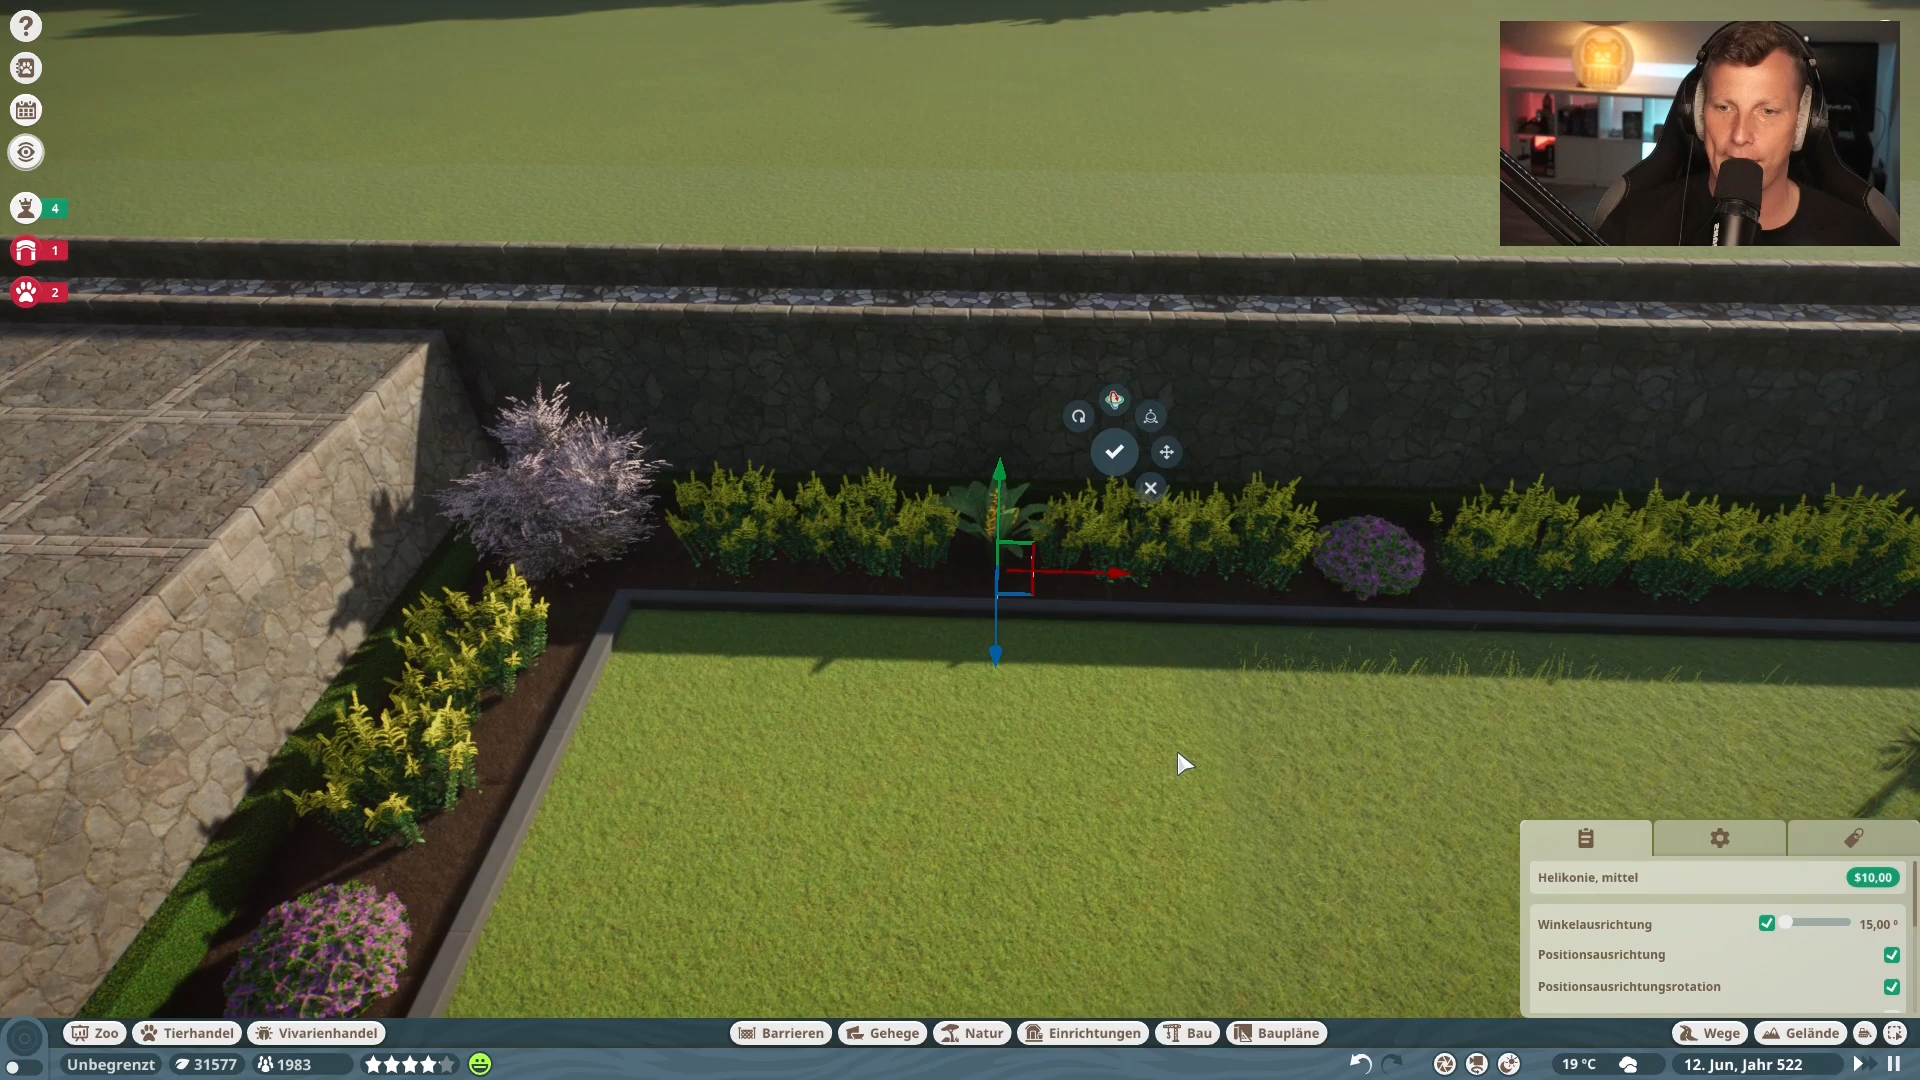 ?
4
1
2
Helikonie, mittel $10,00
Winkelausrichtung 15,00 °
Positionsausrichtung
Positionsausrichtungsrotation
Zoo Tierhandel Vivarienhandel Barrieren Gehege Natur Einrichtungen Bau Baupläne Wege Gelände
Unbegrenzt 31577 1983 19 °C 12. Jun, Jahr 522